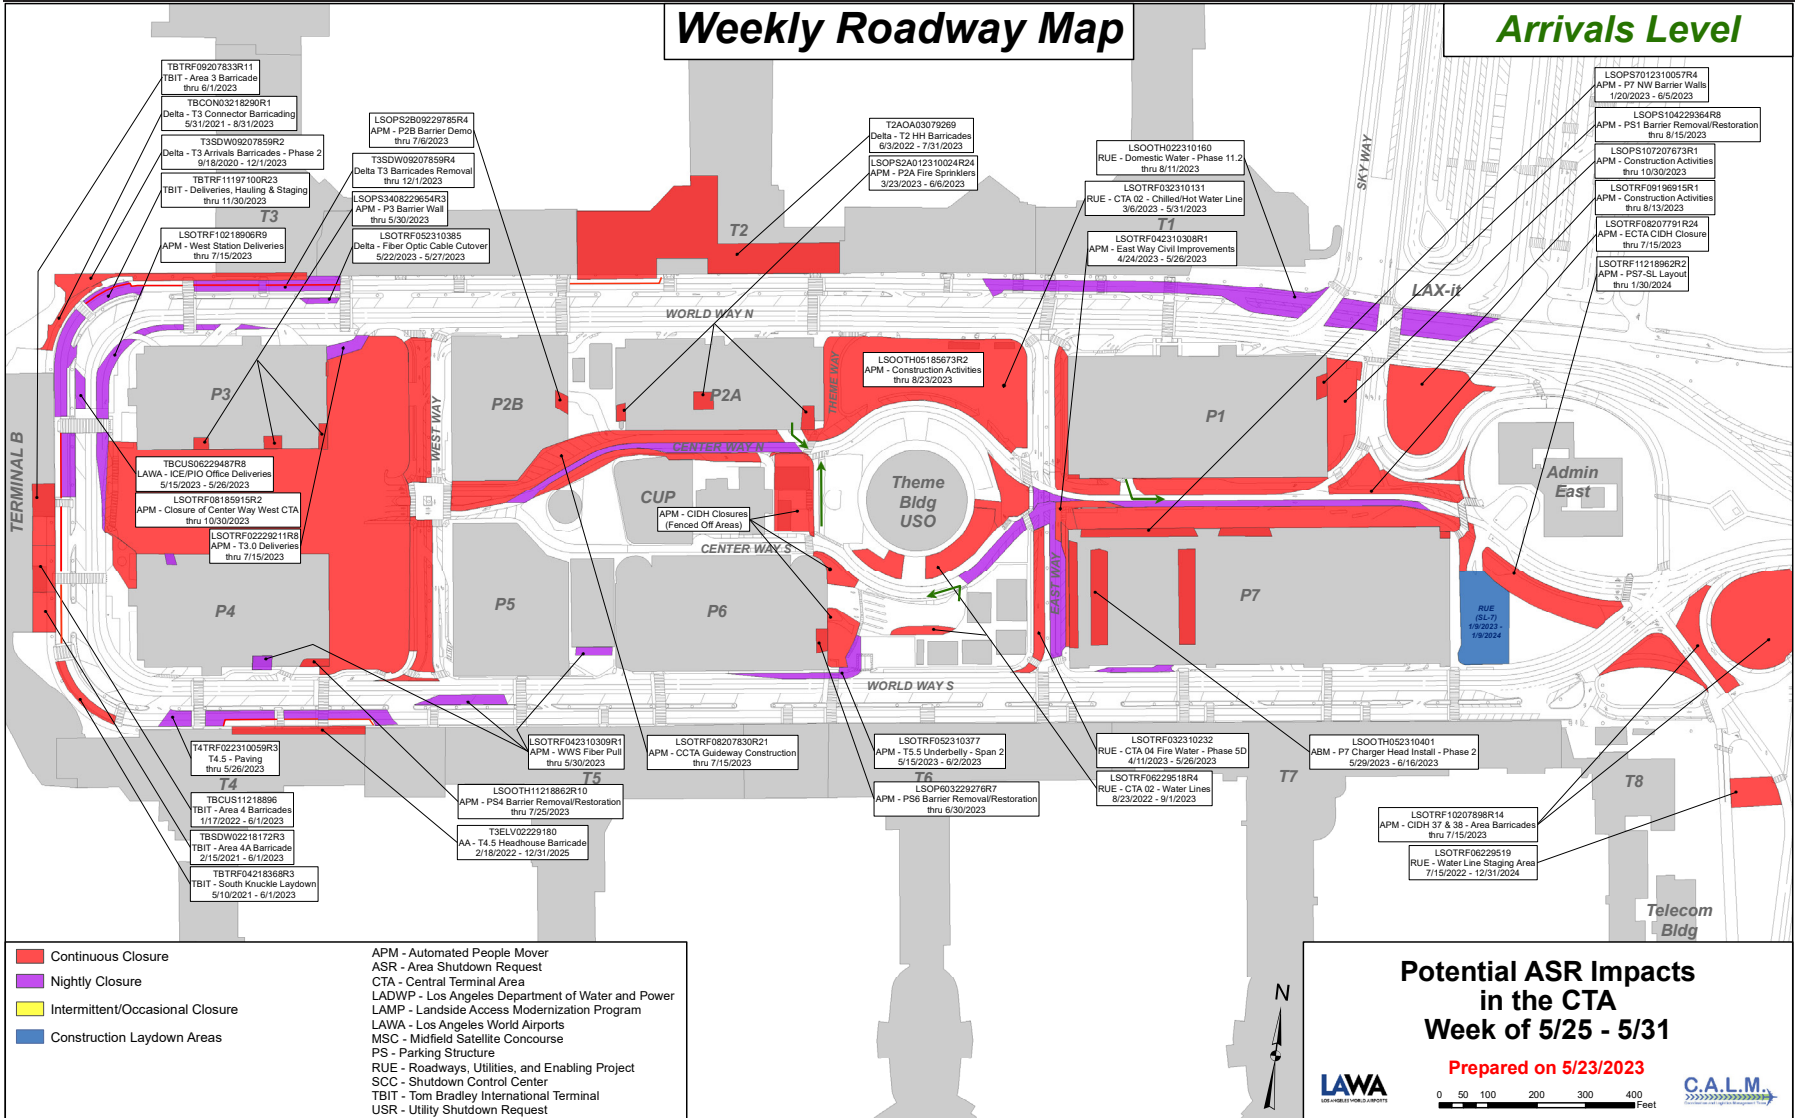 Weekly Roadway Map
Arrivals Level
TBTRF09207833R11
TBIT - Area 3 Barricade
thru 6/1/2023
TBCON03218290R1
Delta - T3 Connector Barricading
5/31/2021 - 8/31/2023
T3SDW09207859R2
Delta - T3 Arrivals Barricades - Phase 2
9/18/2020 - 12/1/2023
TBTRF11197100R23
TBIT - Deliveries, Hauling & Staging
thru 11/30/2023
LSOTRF10218906R9
APM - West Station Deliveries
thru 7/15/2023
LSOPS2B09229785R4
APM - P2B Barrier Demo
thru 7/6/2023
T3SDW09207859R4
Delta T3 Barricades Removal
thru 12/1/2023
LSOPS3408229654R3
APM - P3 Barrier Wall
thru 5/30/2023
LSOTRF052310385
Delta - Fiber Optic Cable Cutover
5/22/2023 - 5/27/2023
T2AOA03079269
Delta - T2 HH Barricades
6/3/2022 - 7/31/2023
LSOPS2A012310024R24
APM - P2A Fire Sprinklers
3/23/2023 - 6/6/2023
LSOOTH022310160
RUE - Domestic Water - Phase 11.2
thru 8/11/2023
LSOTRF032310131
RUE - CTA 02 - Chilled/Hot Water Line
3/6/2023 - 5/31/2023
LSOTRF042310308R1
APM - East Way Civil Improvements
4/24/2023 - 5/26/2023
LSOPS7012310057R4
APM - P7 NW Barrier Walls
1/20/2023 - 6/5/2023
LSOPS104229364R8
APM - PS1 Barrier Removal/Restoration
thru 8/15/2023
LSOPS107207673R1
APM - Construction Activities
thru 10/30/2023
LSOTRF09196915R1
APM - Construction Activities
thru 8/13/2023
LSOTRF08207791R24
APM - ECTA CIDH Closure
thru 7/15/2023
LSOTRF11218962R2
APM - PS7-SL Layout
thru 1/30/2024
T3
T2
T1
SKY WAY
LAX-it
WORLD WAY N
LSOOTH05185673R2
APM - Construction Activities
thru 8/23/2023
P3
P2B
P2A
THEME WAY
P1
WEST WAY
CENTER WAY N
TERMINAL B
TBCUS06229487R8
LAWA - ICE/PIO Office Deliveries
5/15/2023 - 5/26/2023
LSOTRF08185915R2
APM - Closure of Center Way West CTA
thru 10/30/2023
LSOTRF02229211R8
APM - T3.0 Deliveries
thru 7/15/2023
CUP
APM - CIDH Closures
(Fenced Off Areas)
Theme
Bldg
USO
Admin
East
CENTER WAY S
P4
P5
P6
EAST WAY
P7
RUE
(SL-7)
1/9/2023 -
1/9/2024
WORLD WAY S
T4TRF022310059R3
T4.5 - Paving
thru 5/26/2023
LSOTRF042310309R1
APM - WWS Fiber Pull
thru 5/30/2023
LSOTRF08207830R21
APM - CCTA Guideway Construction
thru 7/15/2023
LSOTRF052310377
APM - T5.5 Underbelly - Span 2
5/15/2023 - 6/2/2023
LSOTRF032310232
RUE - CTA 04 Fire Water - Phase 5D
4/11/2023 - 5/26/2023
LSOOTH052310401
ABM - P7 Charger Head Install - Phase 2
5/29/2023 - 6/16/2023
T4
T5
T6
T7
T8
TBCUS11218896
TBIT - Area 4 Barricades
1/17/2022 - 6/1/2023
LSOOTH11218862R10
APM - PS4 Barrier Removal/Restoration
thru 7/25/2023
LSOP603229276R7
APM - PS6 Barrier Removal/Restoration
thru 6/30/2023
LSOTRF06229518R4
RUE - CTA 02 - Water Lines
8/23/2022 - 9/1/2023
TBSDW02218172R3
TBIT - Area 4A Barricade
2/15/2021 - 6/1/2023
T3ELV02229180
AA - T4.5 Headhouse Barricade
2/18/2022 - 12/31/2025
LSOTRF10207898R14
APM - CIDH 37 & 38 - Area Barricades
thru 7/15/2023
TBTRF04218368R3
TBIT - South Knuckle Laydown
5/10/2021 - 6/1/2023
LSOTRF06229519
RUE - Water Line Staging Area
7/15/2022 - 12/31/2024
Telecom
Bldg
Continuous Closure
Nightly Closure
Intermittent/Occasional Closure
Construction Laydown Areas
APM - Automated People Mover
ASR - Area Shutdown Request
CTA - Central Terminal Area
LADWP - Los Angeles Department of Water and Power
LAMP - Landside Access Modernization Program
LAWA - Los Angeles World Airports
MSC - Midfield Satellite Concourse
PS - Parking Structure
RUE - Roadways, Utilities, and Enabling Project
SCC - Shutdown Control Center
TBIT - Tom Bradley International Terminal
USR - Utility Shutdown Request
N
Potential ASR Impacts
in the CTA
Week of 5/25 - 5/31
Prepared on 5/23/2023
LAWA
LOS ANGELES WORLD AIRPORTS
0 50 100 200 300 400
Feet
C.A.L.M.